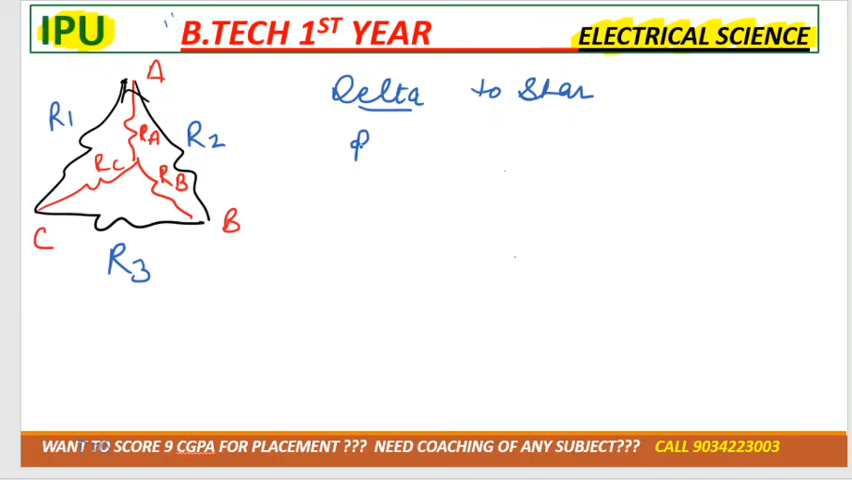 IPU B.TECH 1ST YEAR ELECTRICAL SCIENCE
A
Delta to Star
R1
RA
R2
RC
RB
B
C
R3
WANT TO SCORE 9 CGPA FOR PLACEMENT ??? NEED COACHING OF ANY SUBJECT??? CALL 9034223003